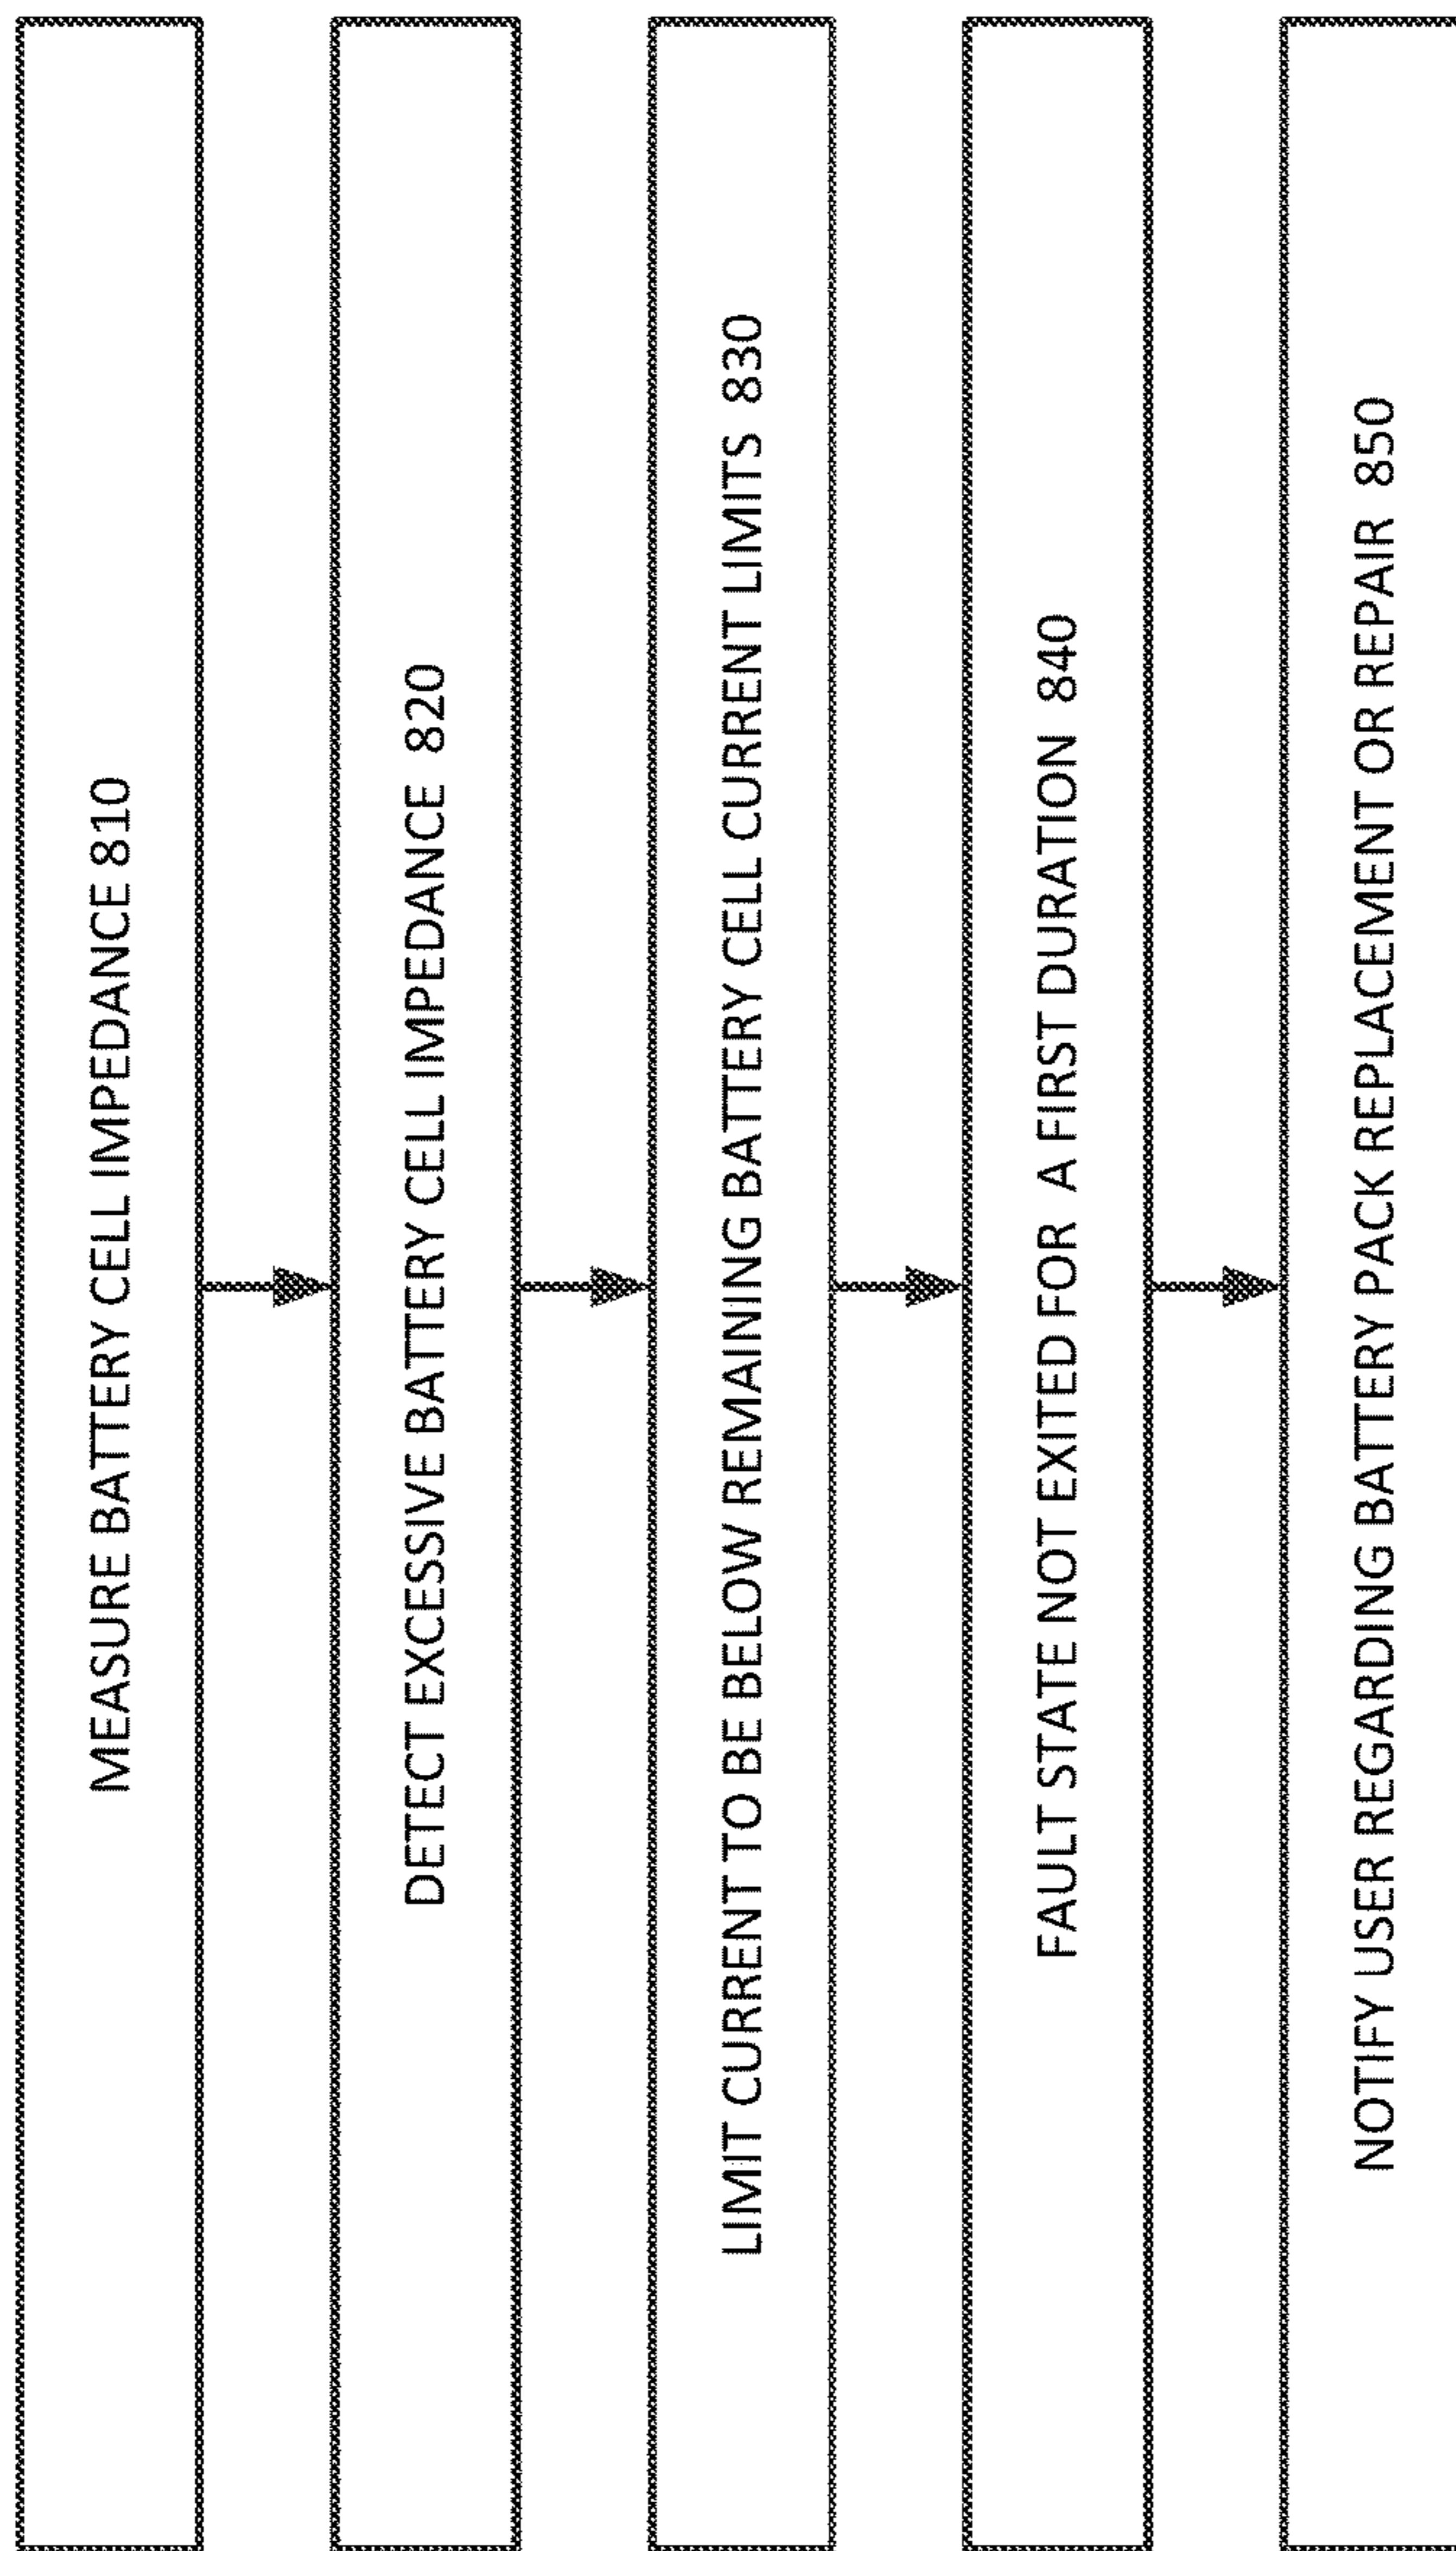 MEASURE BATTERY CELL IMPEDANCE 810
DETECT EXCESSIVE BATTERY CELL IMPEDANCE 820
LIMIT CURRENT TO BE BELOW REMAINING BATTERY CELL CURRENT LIMITS 830
FAULT STATE NOT EXITED FOR A FIRST DURATION 840
NOTIFY USER REGARDING BATTERY PACK REPLACEMENT OR REPAIR 850